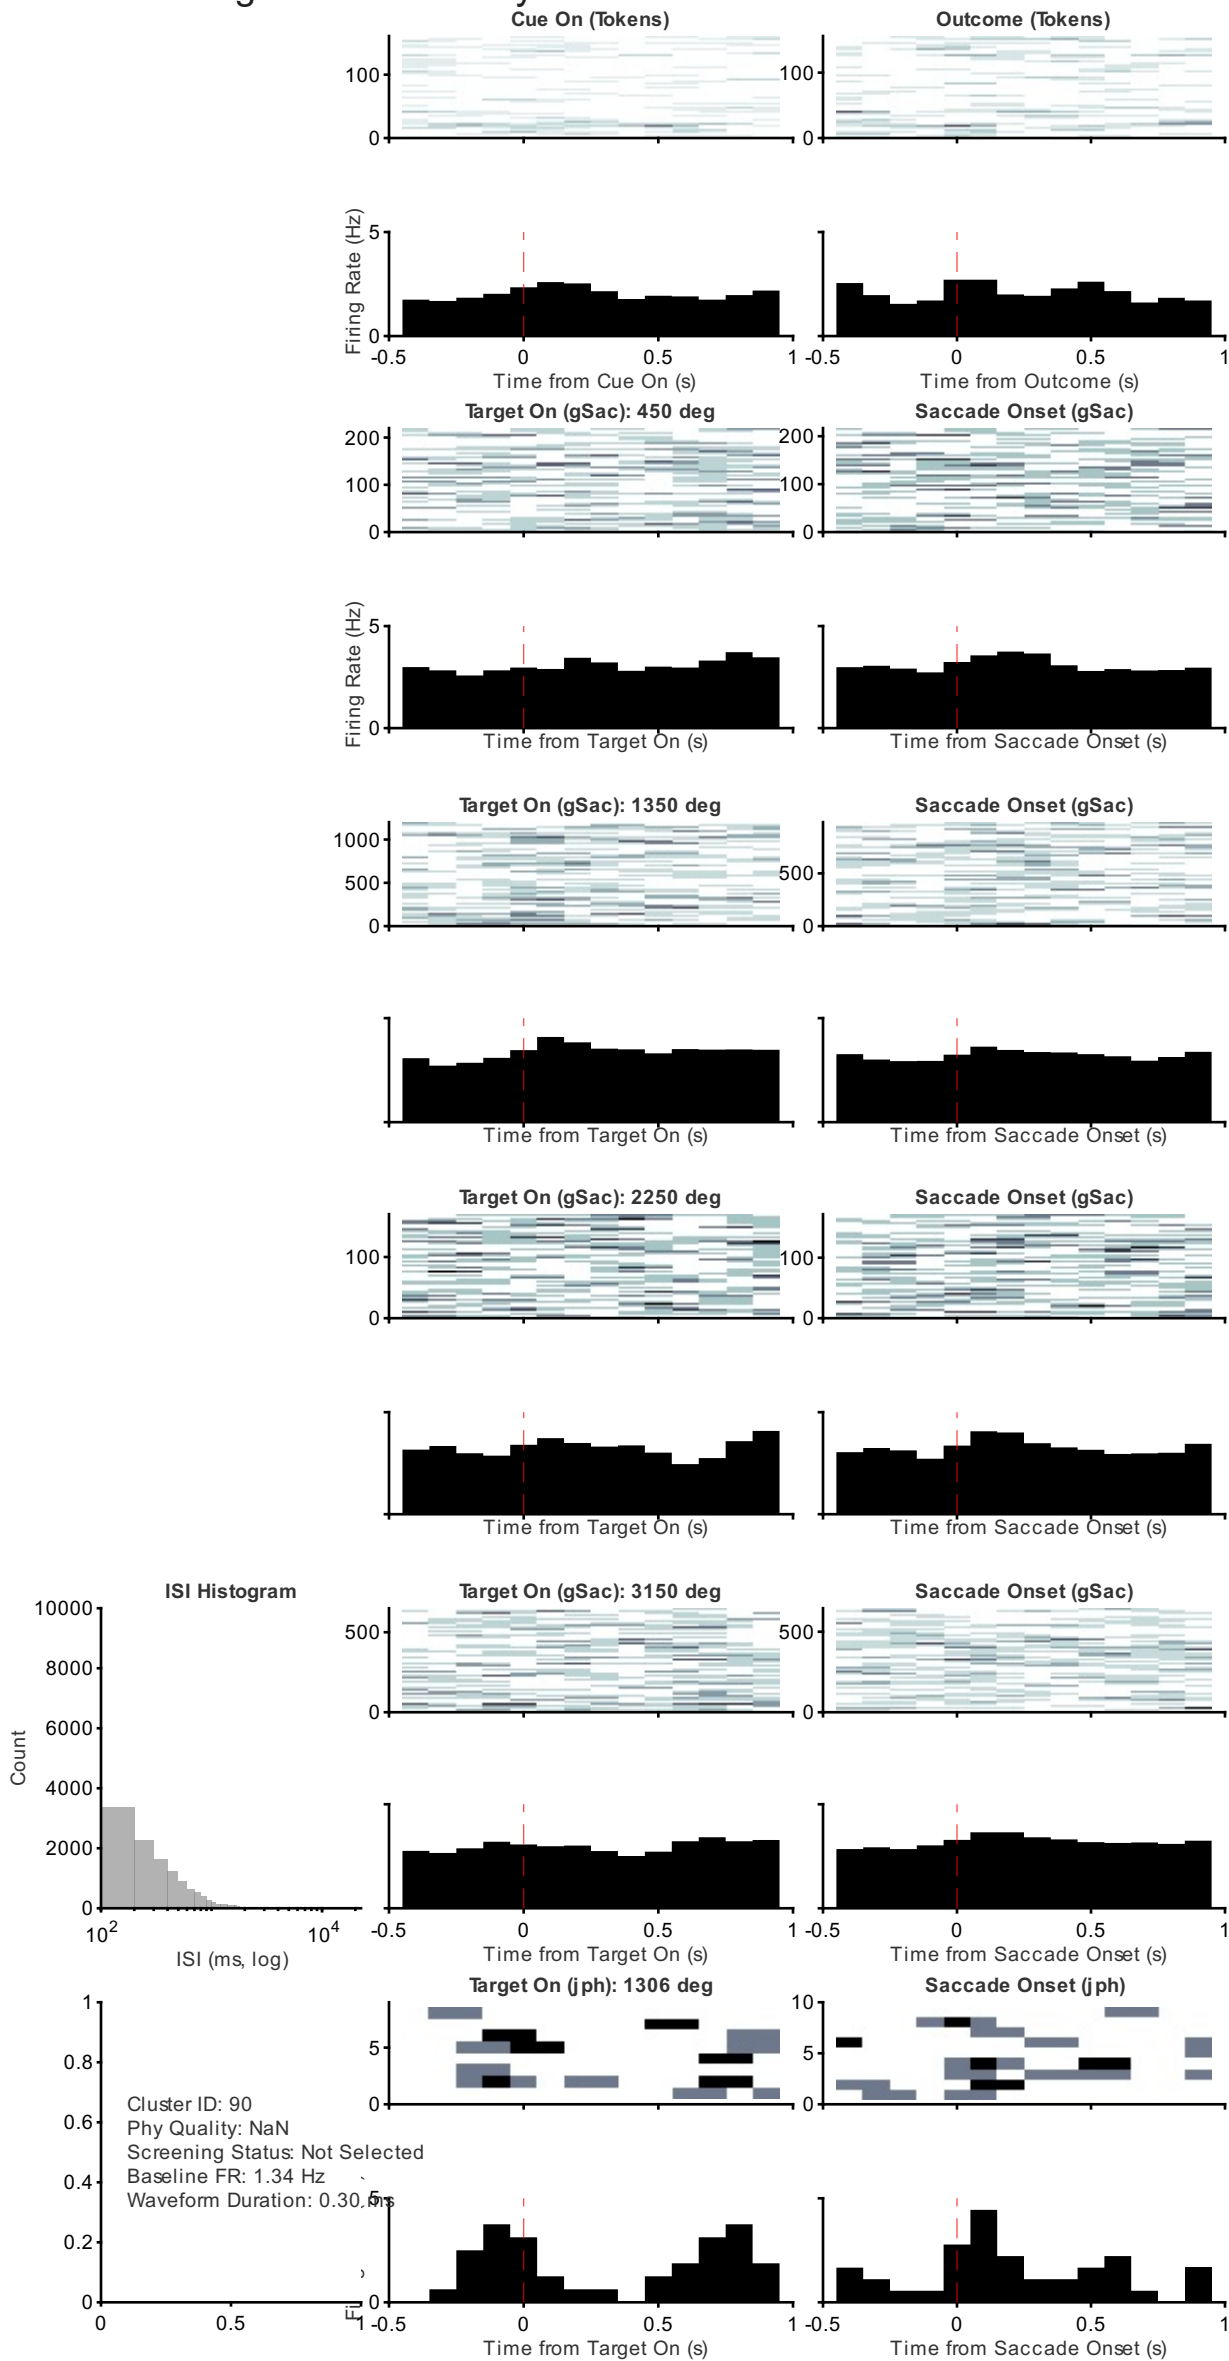 Cue On (Tokens)
Outcome (Tokens)
100
0
100
0
Firing Rate (Hz)
5
0
-0.5 0 0.5 1
Time from Cue On (s)
-0.5 0 0.5 1
Time from Outcome (s)
Target On (gSac): 450 deg
Saccade Onset (gSac)
200
100
0
200
100
0
Firing Rate (Hz)
5
0
Time from Target On (s)
Time from Saccade Onset (s)
Target On (gSac): 1350 deg
Saccade Onset (gSac)
1000
500
0
500
0
Time from Target On (s)
Time from Saccade Onset (s)
Target On (gSac): 2250 deg
Saccade Onset (gSac)
100
0
100
0
Time from Target On (s)
Time from Saccade Onset (s)
ISI Histogram
10000
8000
6000
4000
2000
0
Count
10^2 10^4
ISI (ms, log)
Target On (gSac): 3150 deg
Saccade Onset (gSac)
500
0
500
0
-0.5 0 0.5 1
Time from Target On (s)
-0.5 0 0.5 1
Time from Saccade Onset (s)
Target On (jph): 1306 deg
Saccade Onset (jph)
1
0.8
0.6
0.4
0.2
0
0 0.5 1
Cluster ID: 90
Phy Quality: NaN
Screening Status: Not Selected
Baseline FR: 1.34 Hz
Waveform Duration: 0.30 ms
5
0
10
5
0
5
0
-0.5 0 0.5 1
Time from Target On (s)
-0.5 0 0.5 1
Time from Saccade Onset (s)